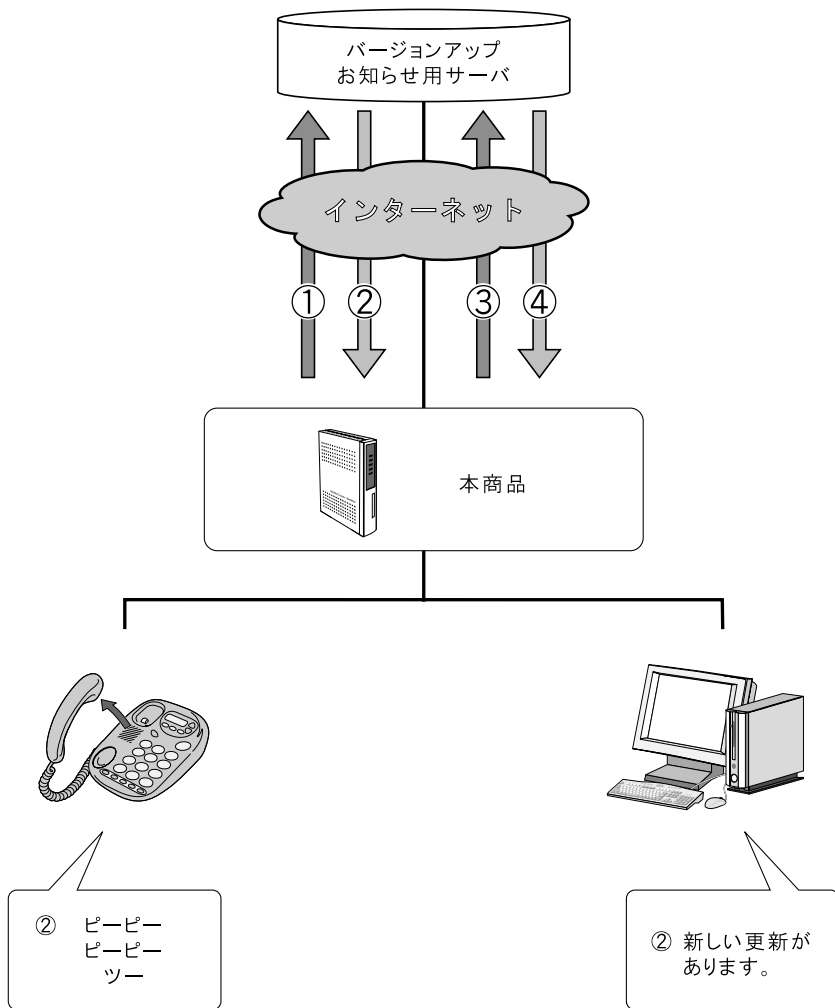 バージョンアップ
お知らせ用サーバ
インターネット
① ② ③ ④
本商品
② ピーピー
ピーピー
ツー
② 新しい更新が
あります。